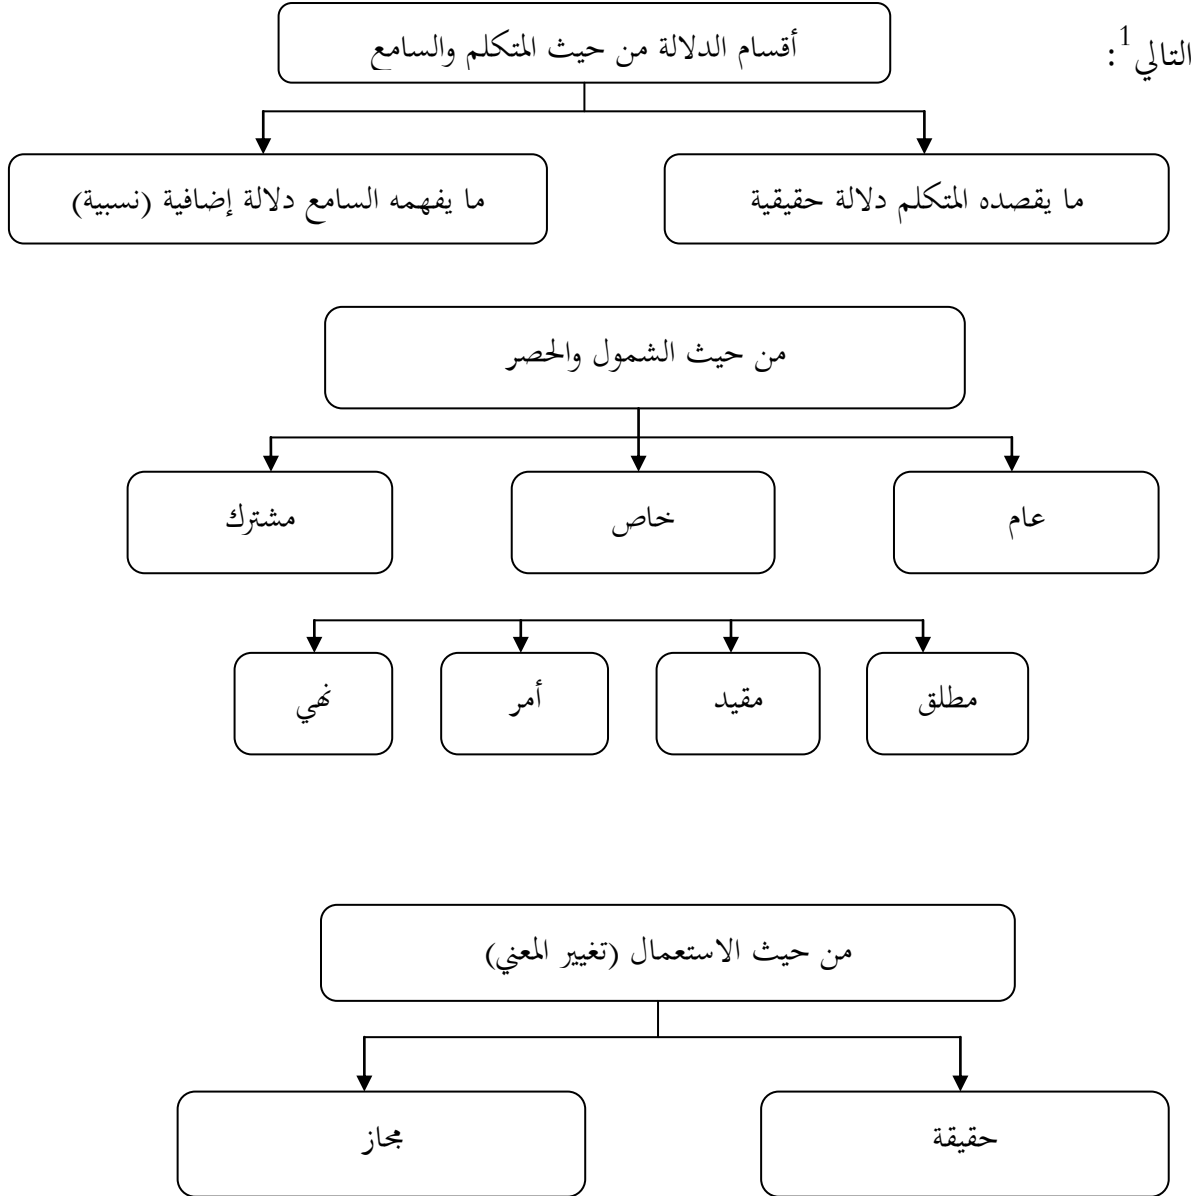 التالي1:
أقسام الدلالة من حيث المتكلم والسامع
ما يقصده المتكلم دلالة حقيقية
ما يفهمه السامع دلالة إضافية (نسبية)
من حيث الشمول والحصر
عام
خاص
مشترك
مطلق
مقيد
أمر
نهي
من حيث الاستعمال (تغيير المعني)
حقيقة
مجاز